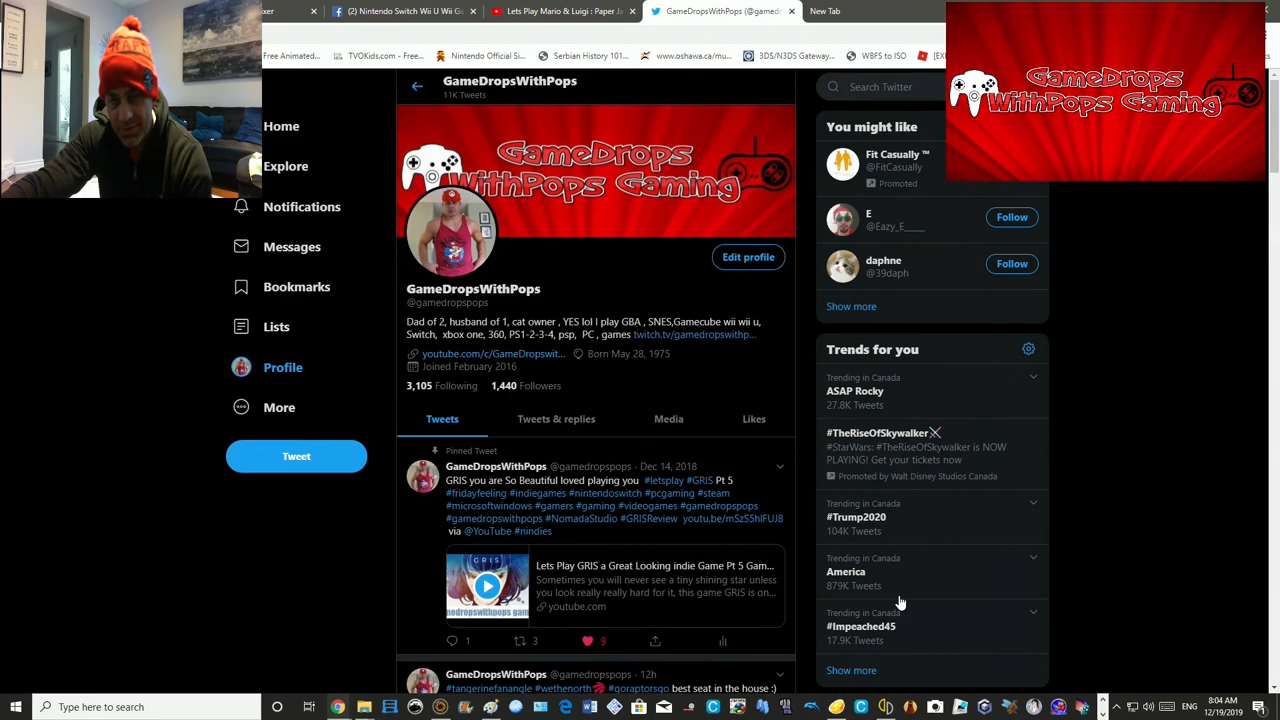 xer
(2) Nintendo Swit
Lets Play Mario & Luigi: Paper Ja
GameDropsWithPops (@gamed
New Tab
Free Animated...
TVOKids.com - Free...
Nintendo Official Si...
Serbian History 101...
www.oshawa.ca/mu...
3DS/N3DS Gateway...
WBFS to ISO
GameDropsWithPops
11K Tweets
Search Twitter
GameDrops
WithPops Gaming
Home
Explore
Notifications
Messages
Bookmarks
Lists
Profile
More
Tweet
GameDrops
WithPops Gaming
Edit profile
GameDropsWithPops
@gamedropspops
Dad of 2, husband of 1, cat owner , YES lol I play GBA , SNES,Gamecube wii wii u,
Switch, xbox one, 360, PS1-2-3-4, psp, PC , games twitch.tv/gamedropswithp...
youtube.com/c/GameDropswit... Born May 28, 1975
Joined February 2016
3,105 Following 1,440 Followers
Tweets Tweets & replies Media Likes
Pinned Tweet
GameDropsWithPops @gamedropspops · Dec 14, 2018
GRIS you are So Beautiful loved playing you #letsplay #GRIS Pt 5
#fridayfeeling #indiegames #nintendoswitch #pcgaming #steam
#microsoftwindows #gamers #gaming #videogames #gamedropspops
#gamedropswithpops #NomadaStudio #GRISReview youtu.be/mSzS5hIFUJ8
via @YouTube #nindies
GRIS
Lets Play GRIS a Great Looking indie Game Pt 5 Gam...
Sometimes you will never see a tiny shining star unless
you look really really hard for it, this game GRIS is on...
youtube.com
1 3 9
GameDropsWithPops @gamedropspops · 12h
#tangerinefanangle #wethenorth #goraptorsgo best seat in the house :)
You might like
Fit Casually ™
@FitCasually
Promoted
E
@Eazy_E_____
Follow
daphne
@39daph
Follow
Show more
Trends for you
Trending in Canada
ASAP Rocky
27.8K Tweets
#TheRiseOfSkywalker
#StarWars: #TheRiseOfSkywalker is NOW
PLAYING! Get your tickets now
Promoted by Walt Disney Studios Canada
Trending in Canada
#Trump2020
104K Tweets
Trending in Canada
America
879K Tweets
Trending in Canada
#Impeached45
17.9K Tweets
Show more
Type here to search
8:04 AM
12/19/2019